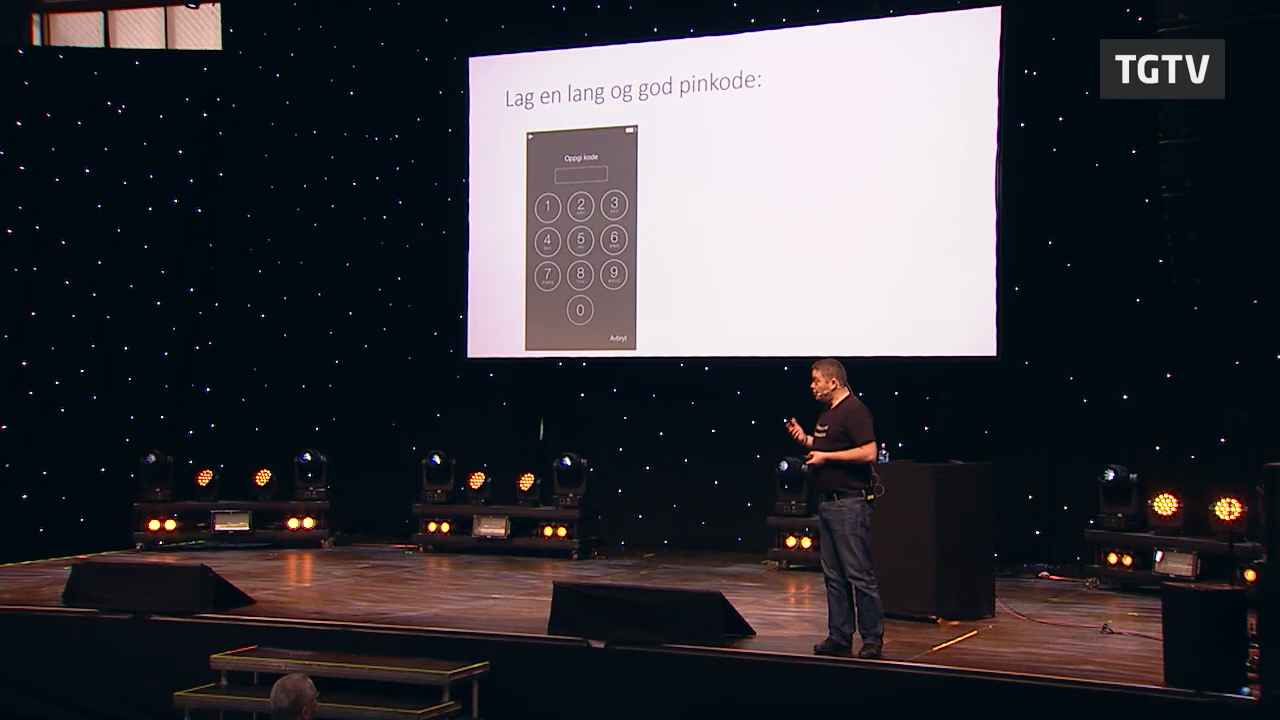 TGTV
Lag en lang og god pinkode:
Oppgi kode
1 2 3
4 5 6
7 8 9
0
Avbryt